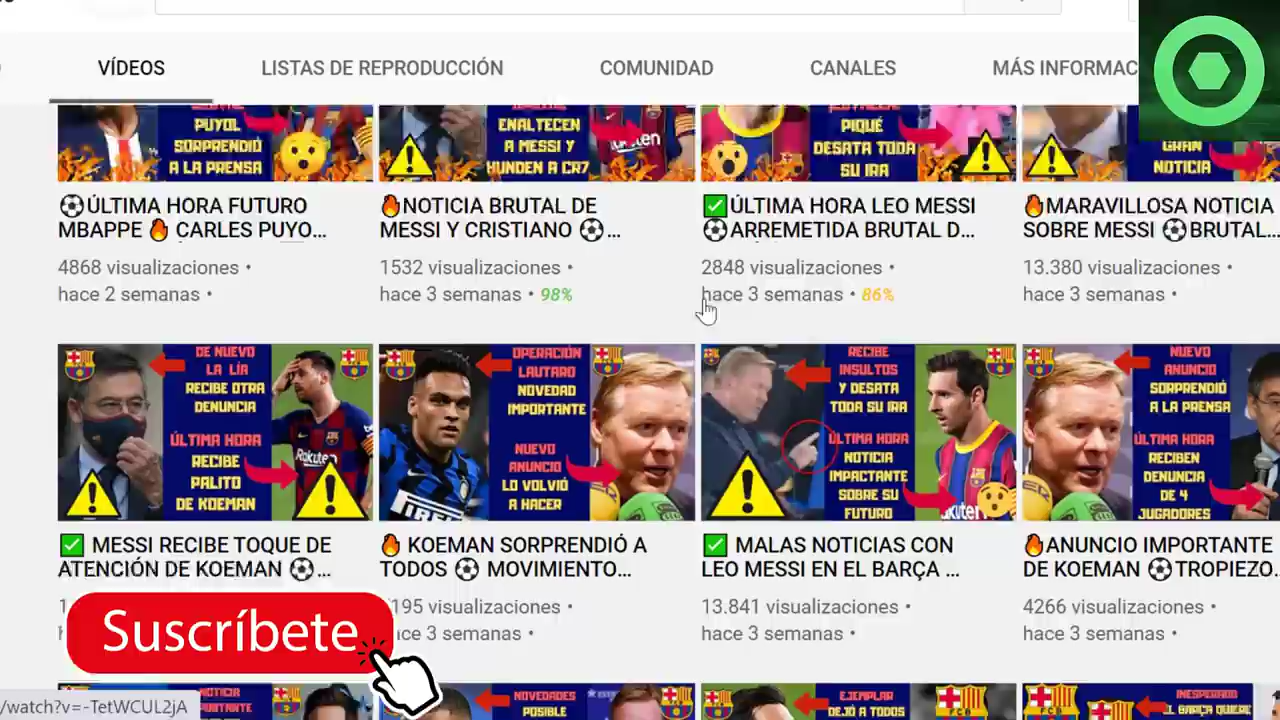 VÍDEOS
LISTAS DE REPRODUCCIÓN
COMUNIDAD
CANALES
MÁS INFORMAC
PUYOL
SORPRENDIÓ
A LA PRENSA
ENALTECEN
A MESSI Y
HUNDEN A CR7
PIQUÉ
DESATA TODA
SU IRA
GRAN
NOTICIA
⚽ÚLTIMA HORA FUTURO
MBAPPE 🔥 CARLES PUYO...
4868 visualizaciones •
hace 2 semanas •
🔥NOTICIA BRUTAL DE
MESSI Y CRISTIANO ⚽...
1532 visualizaciones •
hace 3 semanas • 98%
✅ÚLTIMA HORA LEO MESSI
⚽ARREMETIDA BRUTAL D...
2848 visualizaciones •
hace 3 semanas • 86%
🔥MARAVILLOSA NOTICIA
SOBRE MESSI ⚽BRUTAL...
13.380 visualizaciones •
hace 3 semanas •
DE NUEVO
LA LÍA
RECIBE OTRA
DENUNCIA
ÚLTIMA HORA
RECIBE
PALITO
DE KOEMAN
Rakuten
OPERACIÓN
LAUTARO
NOVEDAD
IMPORTANTE
NUEVO
ANUNCIO
LO VOLVIÓ
A HACER
RECIBE
INSULTOS
Y DESATA
TODA SU IRA
ÚLTIMA HORA
NOTICIA
IMPACTANTE
SOBRE SU
FUTURO
NUEVO
ANUNCIO
SORPRENDIÓ
A LA PRENSA
ÚLTIMA HORA
RECIBEN
DENUNCIA
DE 4
JUGADORES
✅ MESSI RECIBE TOQUE DE
ATENCIÓN DE KOEMAN ⚽...
🔥 KOEMAN SORPRENDIÓ A
TODOS ⚽ MOVIMIENTO...
195 visualizaciones •
ce 3 semanas •
✅ MALAS NOTICIAS CON
LEO MESSI EN EL BARÇA ...
13.841 visualizaciones •
hace 3 semanas •
🔥ANUNCIO IMPORTANTE
DE KOEMAN ⚽TROPIEZO...
4266 visualizaciones •
hace 3 semanas •
Suscríbete
/watch?v=-TetWCUL2jA
NOTICIA
NOVEDADES
POSIBLE
EJEMPLAR
DEJÓ A TODOS
INESPERADO
EL BARÇA QUIERE